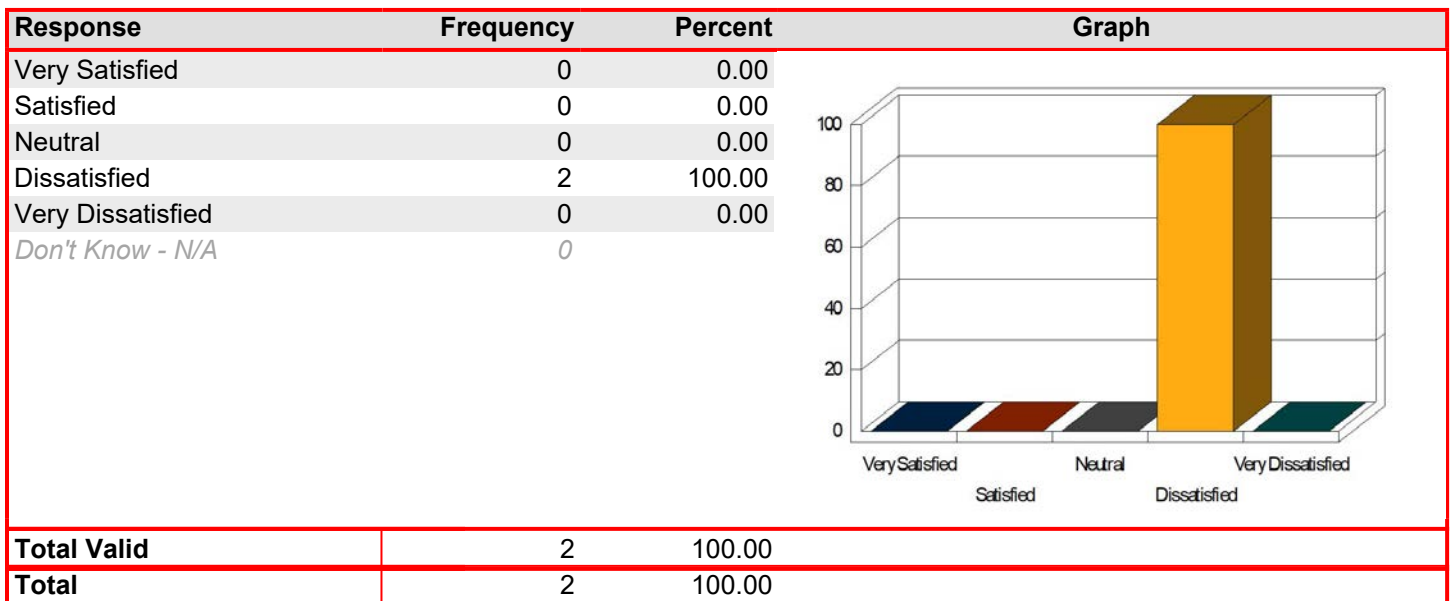 Response Frequency Percent Graph
Very Satisfied 0 0.00
Satisfied 0 0.00
Neutral 0 0.00
Dissatisfied 2 100.00
Very Dissatisfied 0 0.00
Don't Know - N/A 0
100
80
60
40
20
0
Very Satisfied Neutral Very Dissatisfied
Satisfied Dissatisfied
Total Valid 2 100.00
Total 2 100.00